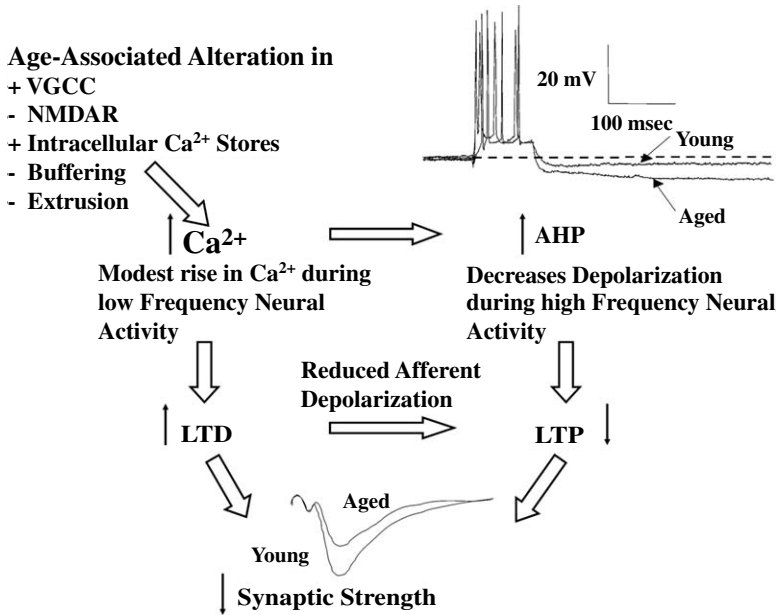 Age-Associated Alteration in
+ VGCC
- NMDAR
+ Intracellular Ca²⁺ Stores
- Buffering
- Extrusion
20 mV
100 msec
Young
Aged
Ca²⁺
Modest rise in Ca²⁺ during
low Frequency Neural
Activity
AHP
Decreases Depolarization
during high Frequency Neural
Activity
Reduced Afferent
Depolarization
LTD
LTP
Aged
Young
Synaptic Strength